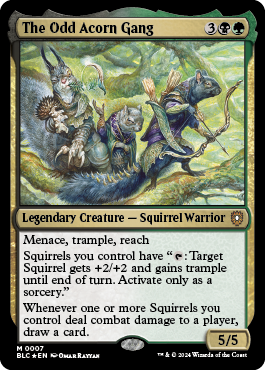 The Odd Acorn Gang 3
Legendary Creature — Squirrel Warrior
Menace, trample, reach
Squirrels you control have “: Target
Squirrel gets +2/+2 and gains trample
until end of turn. Activate only as a
sorcery.”
Whenever one or more Squirrels you
control deal combat damage to a player,
draw a card.
5/5
M 0007
BLC EN OMAR RAYYAN ™ & © 2024 Wizards of the Coast